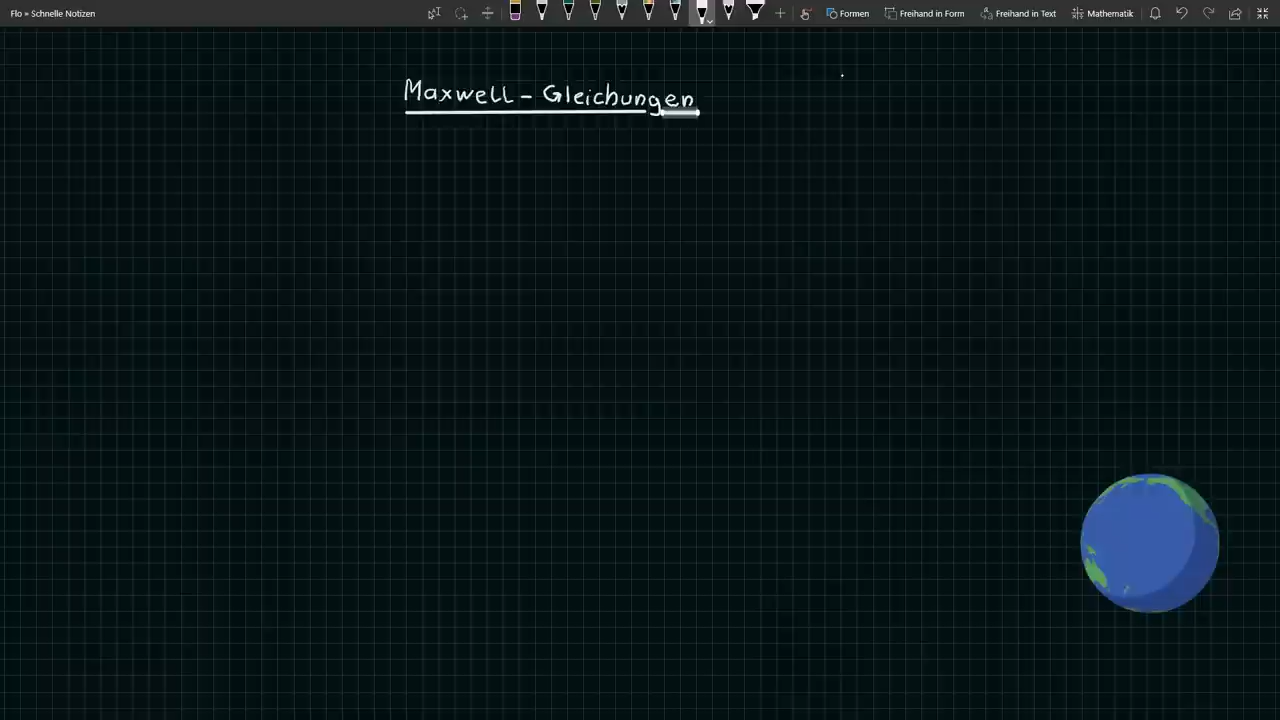 Flo » Schnelle Notizen
Formen
Freihand in Form
Freihand in Text
Mathematik
Maxwell - Gleichungen